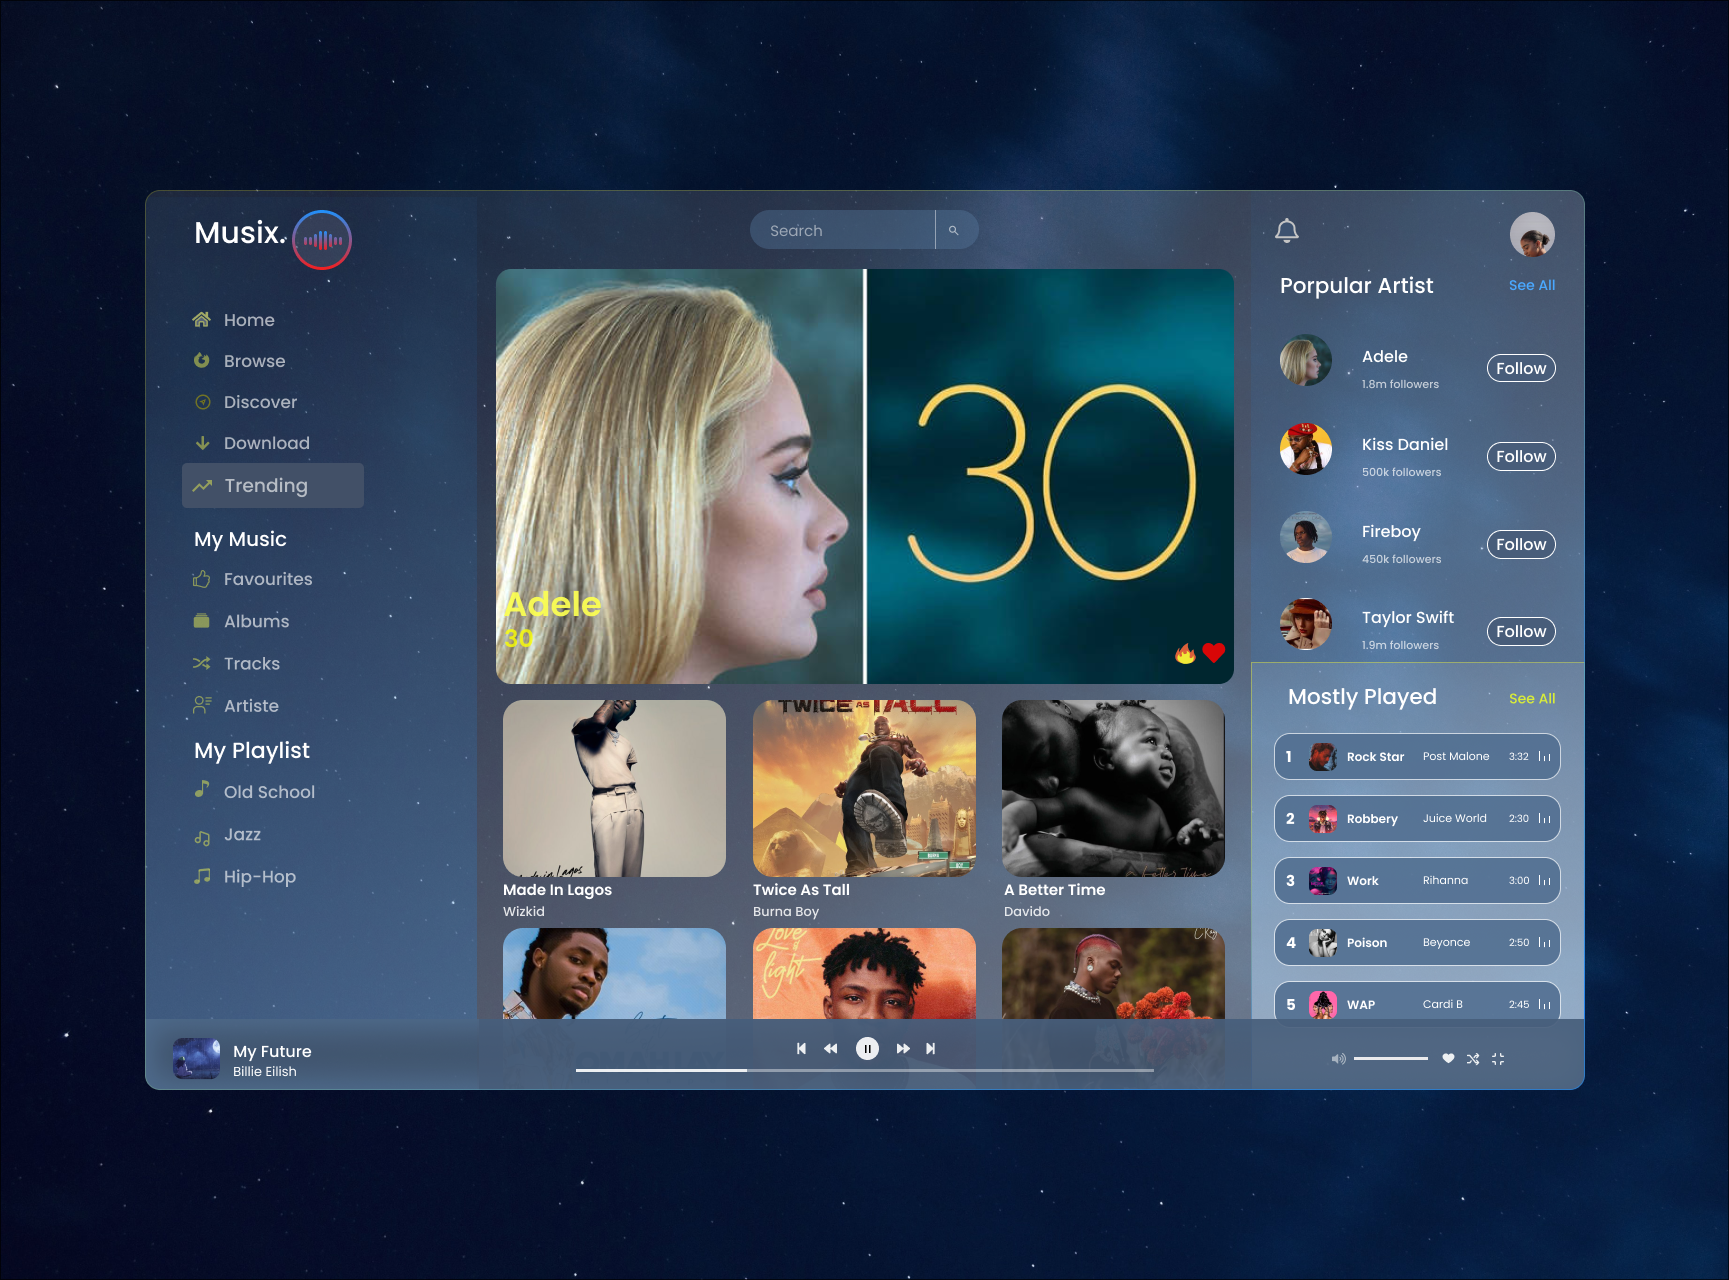 Musix.
Search
Home
Browse
Discover
Download
Trending
My Music
Favourites
Albums
Tracks
Artiste
My Playlist
Old School
Jazz
Hip-Hop
30
Adele
30
TWICE AS TALL
Made In Lagos
Wizkid
Twice As Tall
Burna Boy
A Better Time
Davido
Love
&
light
CKay
Porpular Artist
See All
Adele
1.8m followers
Follow
Kiss Daniel
500k followers
Follow
Fireboy
450k followers
Follow
Taylor Swift
1.9m followers
Follow
Mostly Played
See All
1 Rock Star Post Malone 3:32
2 Robbery Juice World 2:30
3 Work Rihanna 3:00
4 Poison Beyonce 2:50
5 WAP Cardi B 2:45
My Future
Billie Eilish